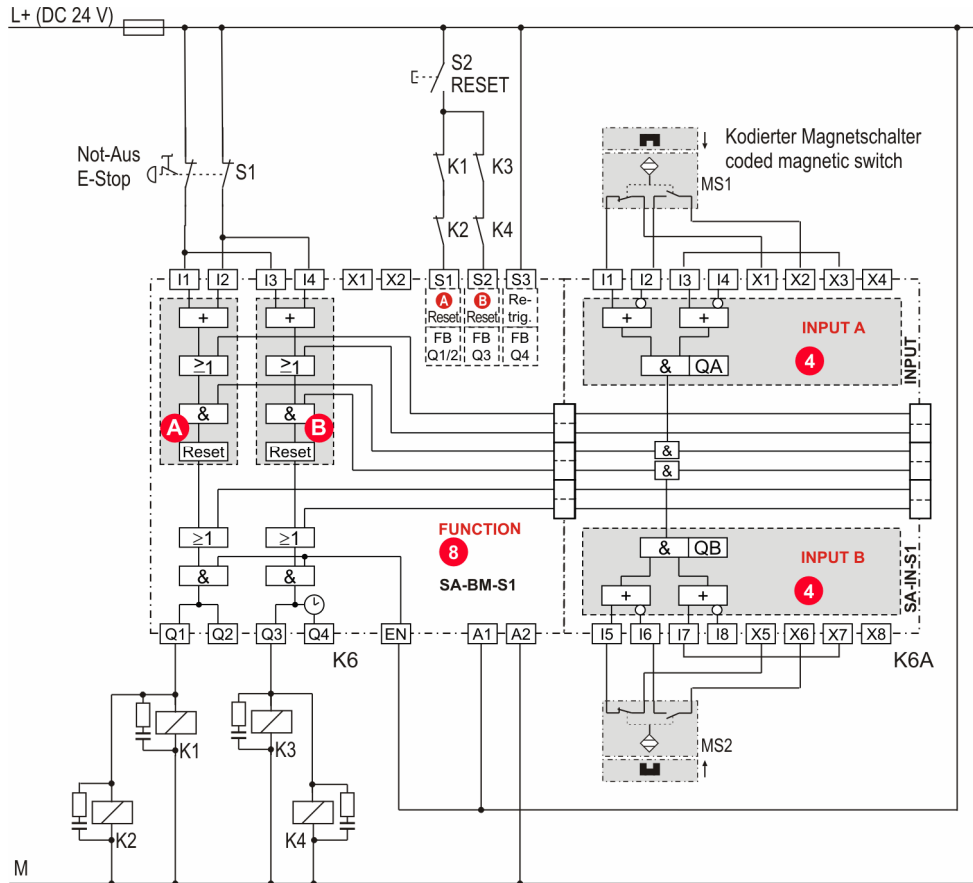 L+ (DC 24 V)
S2
RESET
Not-Aus
E-Stop
S1
K1
K3
K2
K4
Kodierter Magnetschalter
coded magnetic switch
MS1
I1 I2 I3 I4 X1 X2 S1 S2 S3
I1 I2 I3 I4 X1 X2 X3 X4
A
Reset
B
Reset
Re-
trig.
FB
Q1/2
FB
Q3
FB
Q4
+ +
≥1 ≥1
& &
A
B
Reset Reset
+ +
INPUT A
4
& QA
INPUT
&
&
≥1 ≥1
& &
FUNCTION
8
SA-BM-S1
& QB
INPUT B
4
+ +
SA-IN-S1
Q1 Q2 Q3 Q4 EN A1 A2
I5 I6 I7 I8 X5 X6 X7 X8
K6
K6A
K1
K3
K2
K4
MS2
M